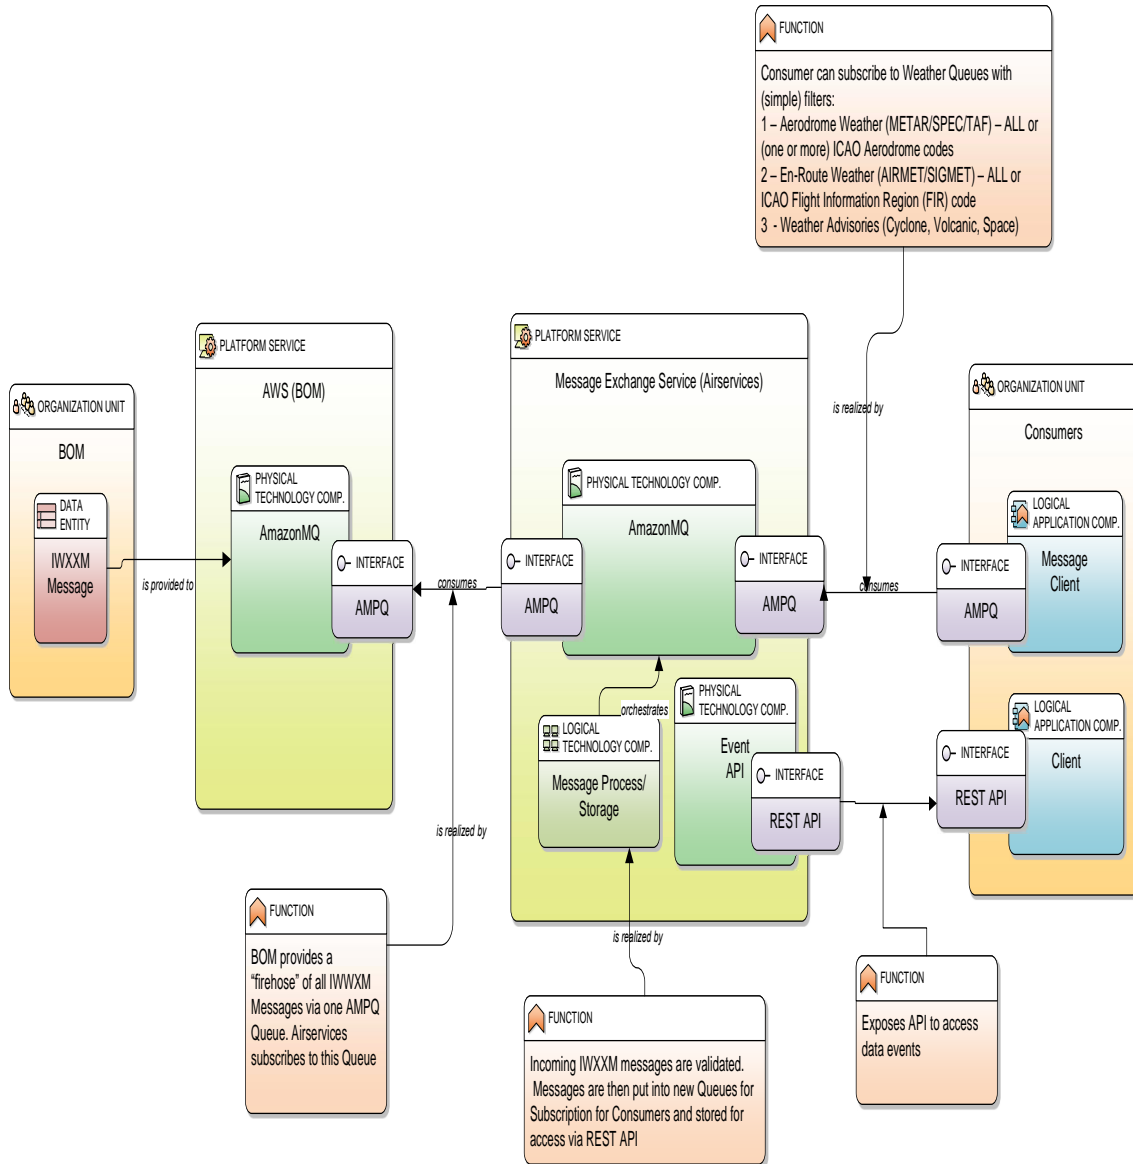 FUNCTION
Consumer can subscribe to Weather Queues with
(simple) filters:
1 – Aerodrome Weather (METAR/SPEC/TAF) – ALL or
(one or more) ICAO Aerodrome codes
2 – En-Route Weather (AIRMET/SIGMET) – ALL or
ICAO Flight Information Region (FIR) code
3 - Weather Advisories (Cyclone, Volcanic, Space)
is realized by
ORGANIZATION UNIT
BOM
DATA
ENTITY
IWXXM
Message
is provided to
PLATFORM SERVICE
AWS (BOM)
PHYSICAL
TECHNOLOGY COMP.
AmazonMQ
INTERFACE
AMPQ
consumes
PLATFORM SERVICE
Message Exchange Service (Airservices)
PHYSICAL TECHNOLOGY COMP.
AmazonMQ
INTERFACE
AMPQ
INTERFACE
AMPQ
consumes
orchestrates
LOGICAL
TECHNOLOGY COMP.
Message Process/
Storage
PHYSICAL
TECHNOLOGY COMP.
Event
API
INTERFACE
REST API
ORGANIZATION UNIT
Consumers
LOGICAL
APPLICATION COMP.
Message
Client
INTERFACE
AMPQ
LOGICAL
APPLICATION COMP.
Client
INTERFACE
REST API
is realized by
FUNCTION
BOM provides a
“firehose” of all IWWXM
Messages via one AMPQ
Queue. Airservices
subscribes to this Queue
is realized by
FUNCTION
Incoming IWXXM messages are validated.
Messages are then put into new Queues for
Subscription for Consumers and stored for
access via REST API
FUNCTION
Exposes API to access
data events